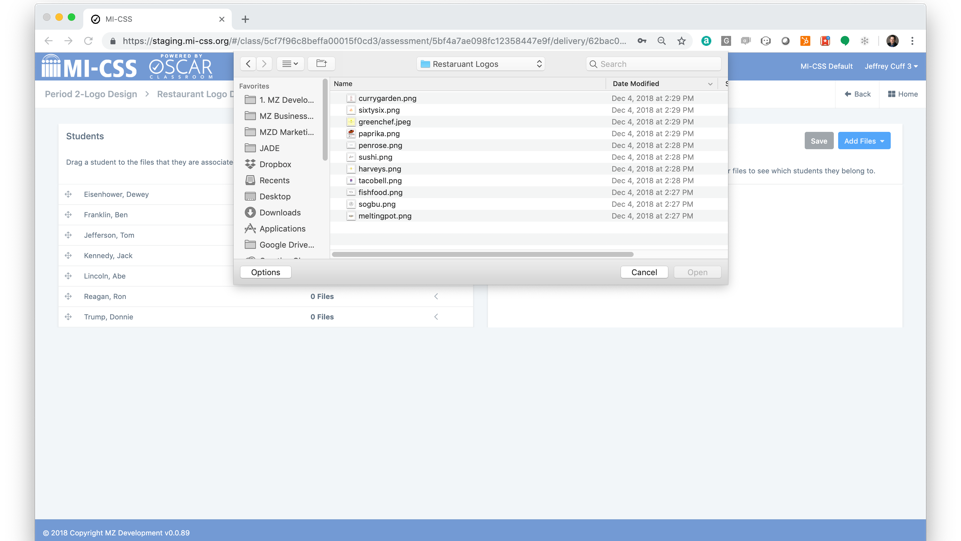 MI-CSS
https://staging.mi-css.org/#/class/5cf7f96c8beffa00015f0cd3/assessment/5bf4a7ae098fc12358447e9f/delivery/62bac0...
MI-CSS
POWERED BY
OSCAR
CLASSROOM
MI-CSS Default
Jeffrey Cuff 3
Period 2-Logo Design > Restaurant Logo D
Back
Home
Restaruant Logos
Search
Favorites
1. MZ Develo...
MZ Business...
MZD Marketi...
JADE
Dropbox
Recents
Desktop
Downloads
Applications
Google Drive...
Name
Date Modified
currygarden.png Dec 4, 2018 at 2:29 PM
sixtysix.png Dec 4, 2018 at 2:29 PM
greenchef.jpeg Dec 4, 2018 at 2:29 PM
paprika.png Dec 4, 2018 at 2:29 PM
penrose.png Dec 4, 2018 at 2:28 PM
sushi.png Dec 4, 2018 at 2:28 PM
harveys.png Dec 4, 2018 at 2:28 PM
tacobell.png Dec 4, 2018 at 2:28 PM
fishfood.png Dec 4, 2018 at 2:27 PM
sogbu.png Dec 4, 2018 at 2:27 PM
meltingpot.png Dec 4, 2018 at 2:27 PM
Options
Cancel
Open
Students
Drag a student to the files that they are associate
Eisenhower, Dewey
Franklin, Ben
Jefferson, Tom
Kennedy, Jack
Lincoln, Abe
Reagan, Ron 0 Files
Trump, Donnie 0 Files
Save
Add Files
r files to see which students they belong to.
© 2018 Copyright MZ Development v0.0.89